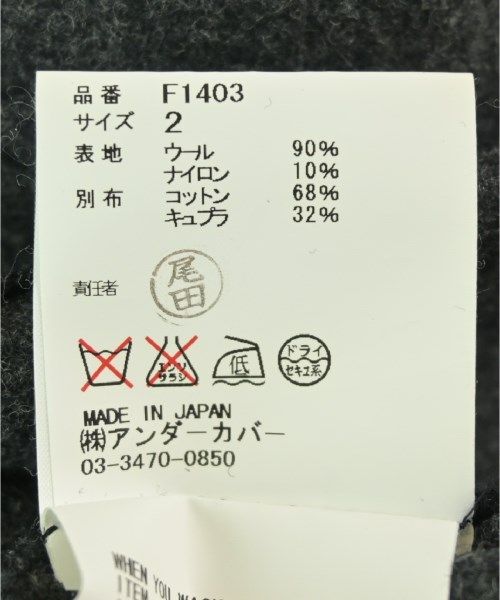 品番 F1403
サイズ 2
表地 ウール 90%
ナイロン 10%
別布 コットン 68%
キュプラ 32%
責任者 尾田
エンソ サラシ 低 ドライ セキユ系
MADE IN JAPAN
㈱アンダーカバー
03-3470-0850
WHEN YOU
ITEM